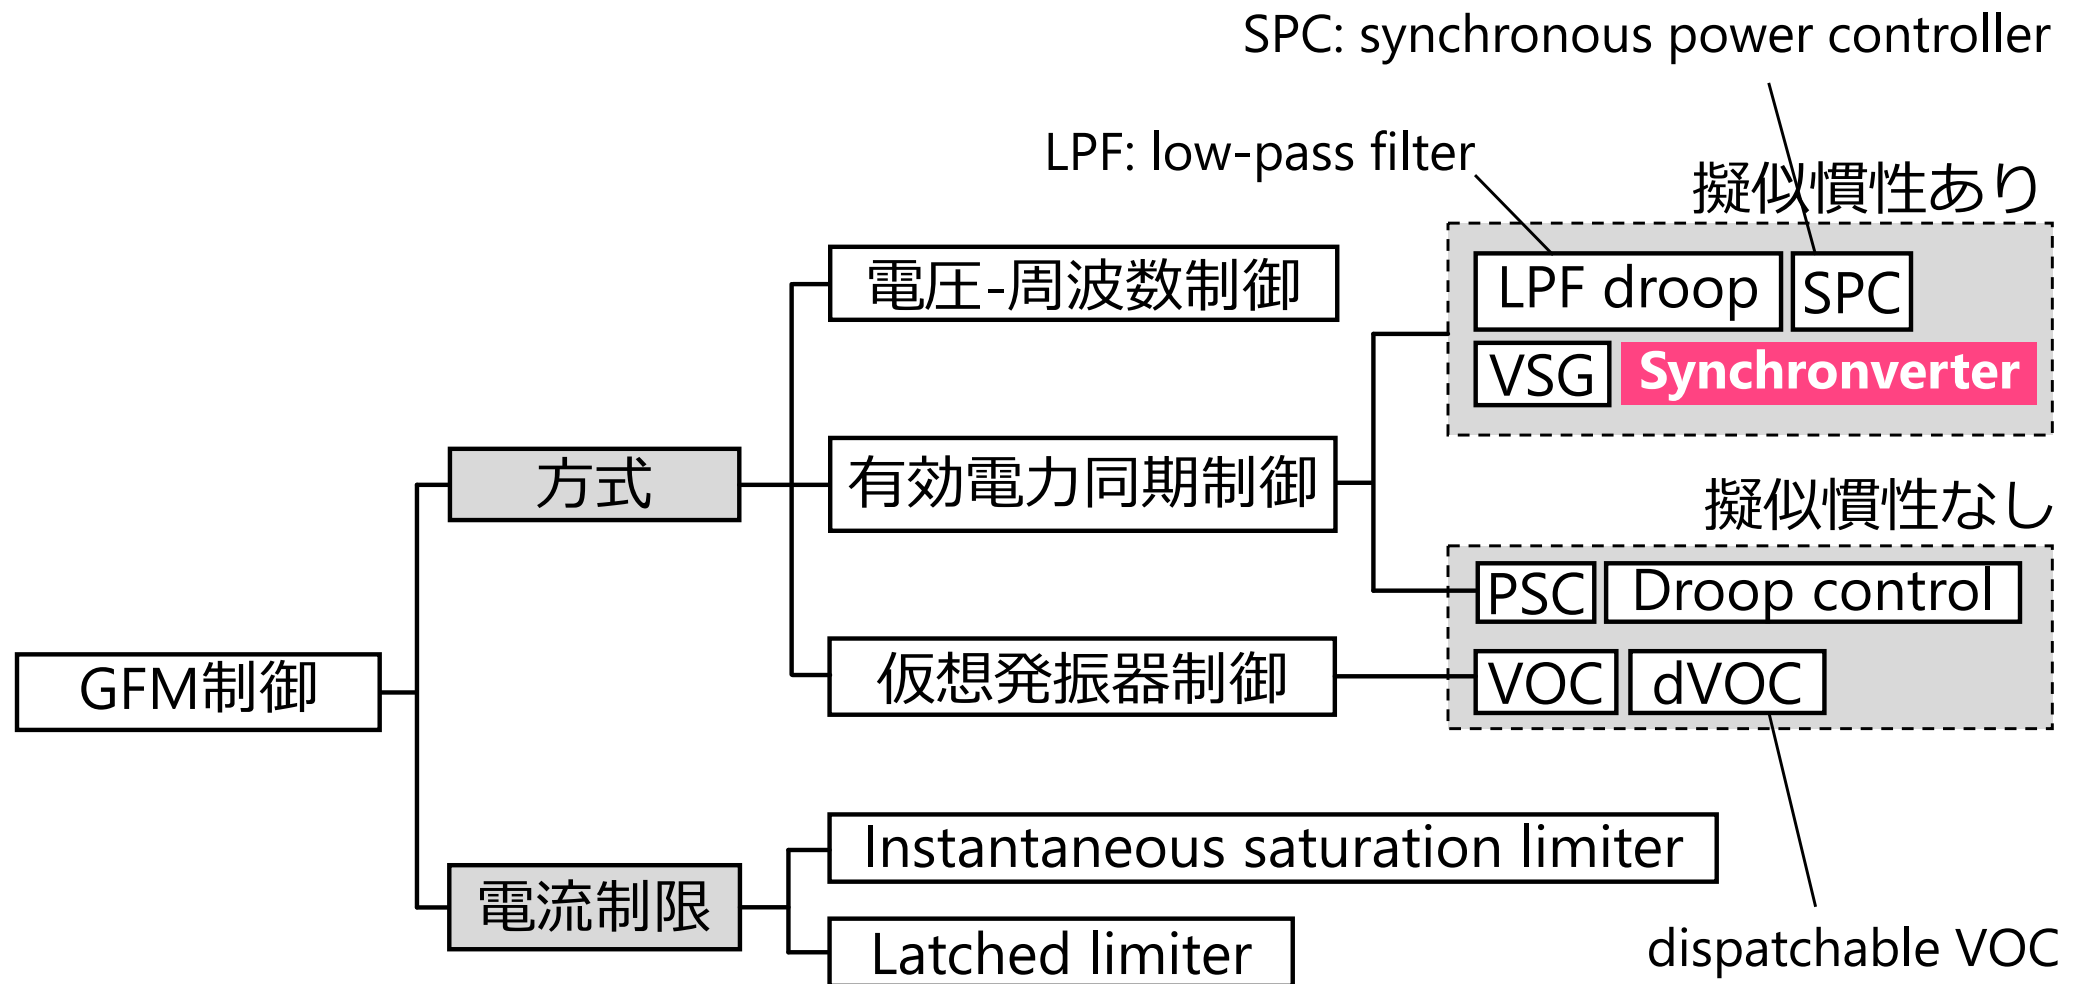 SPC: synchronous power controller
LPF: low-pass filter
擬似慣性あり
電圧-周波数制御
LPF droop
SPC
VSG
Synchronverter
方式
有効電力同期制御
擬似慣性なし
PSC
Droop control
GFM制御
仮想発振器制御
VOC
dVOC
Instantaneous saturation limiter
電流制限
Latched limiter
dispatchable VOC